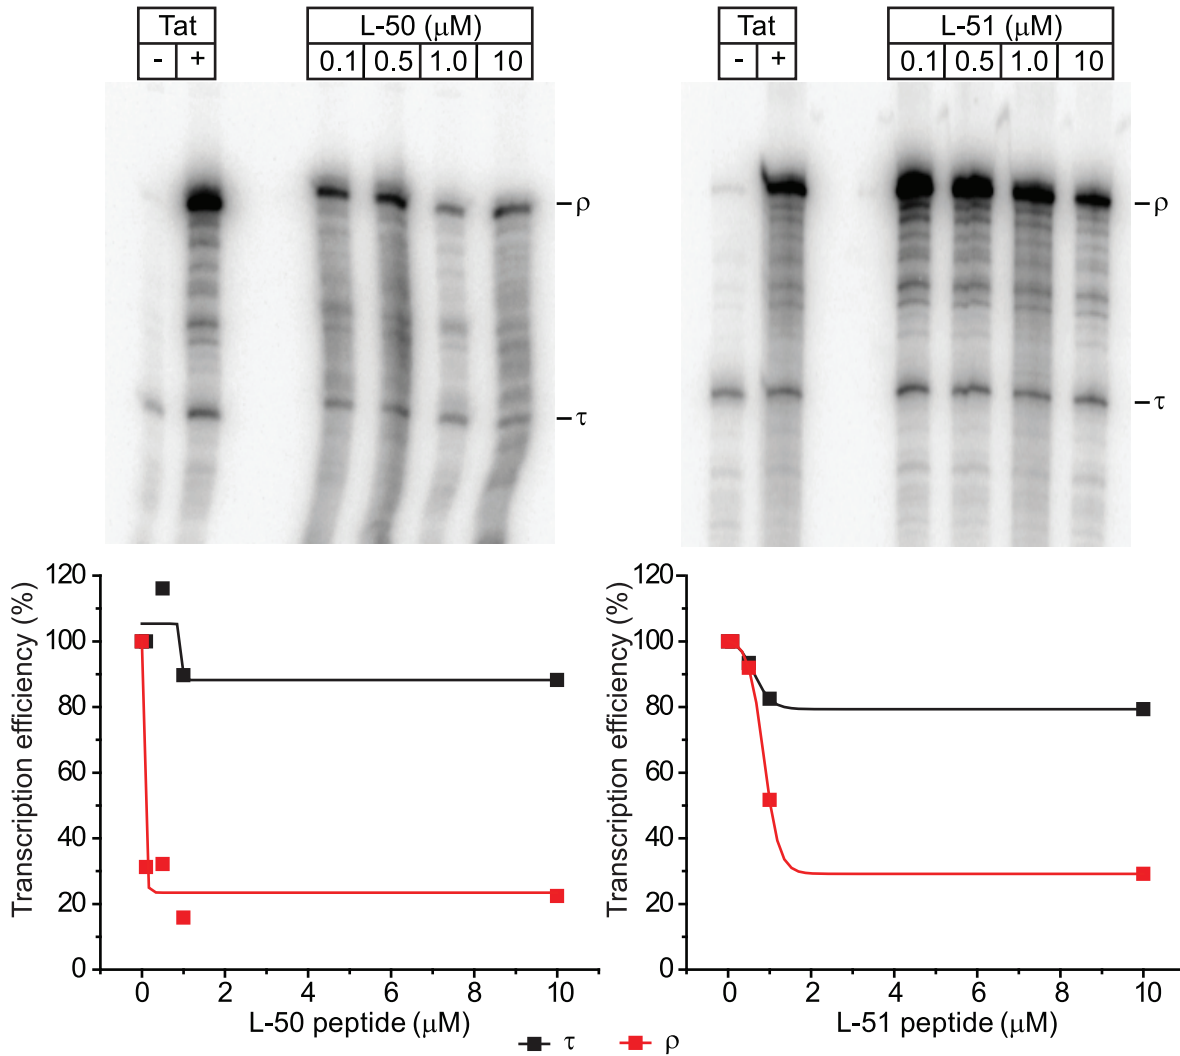 Tat
- +
L-50 (μM)
0.1 0.5 1.0 10
ρ
τ
Tat
- +
L-51 (μM)
0.1 0.5 1.0 10
ρ
τ
Transcription efficiency (%)
120
100
80
60
40
20
0
0 2 4 6 8 10
L-50 peptide (μM)
Transcription efficiency (%)
120
100
80
60
40
20
0
0 2 4 6 8 10
L-51 peptide (μM)
τ ρ